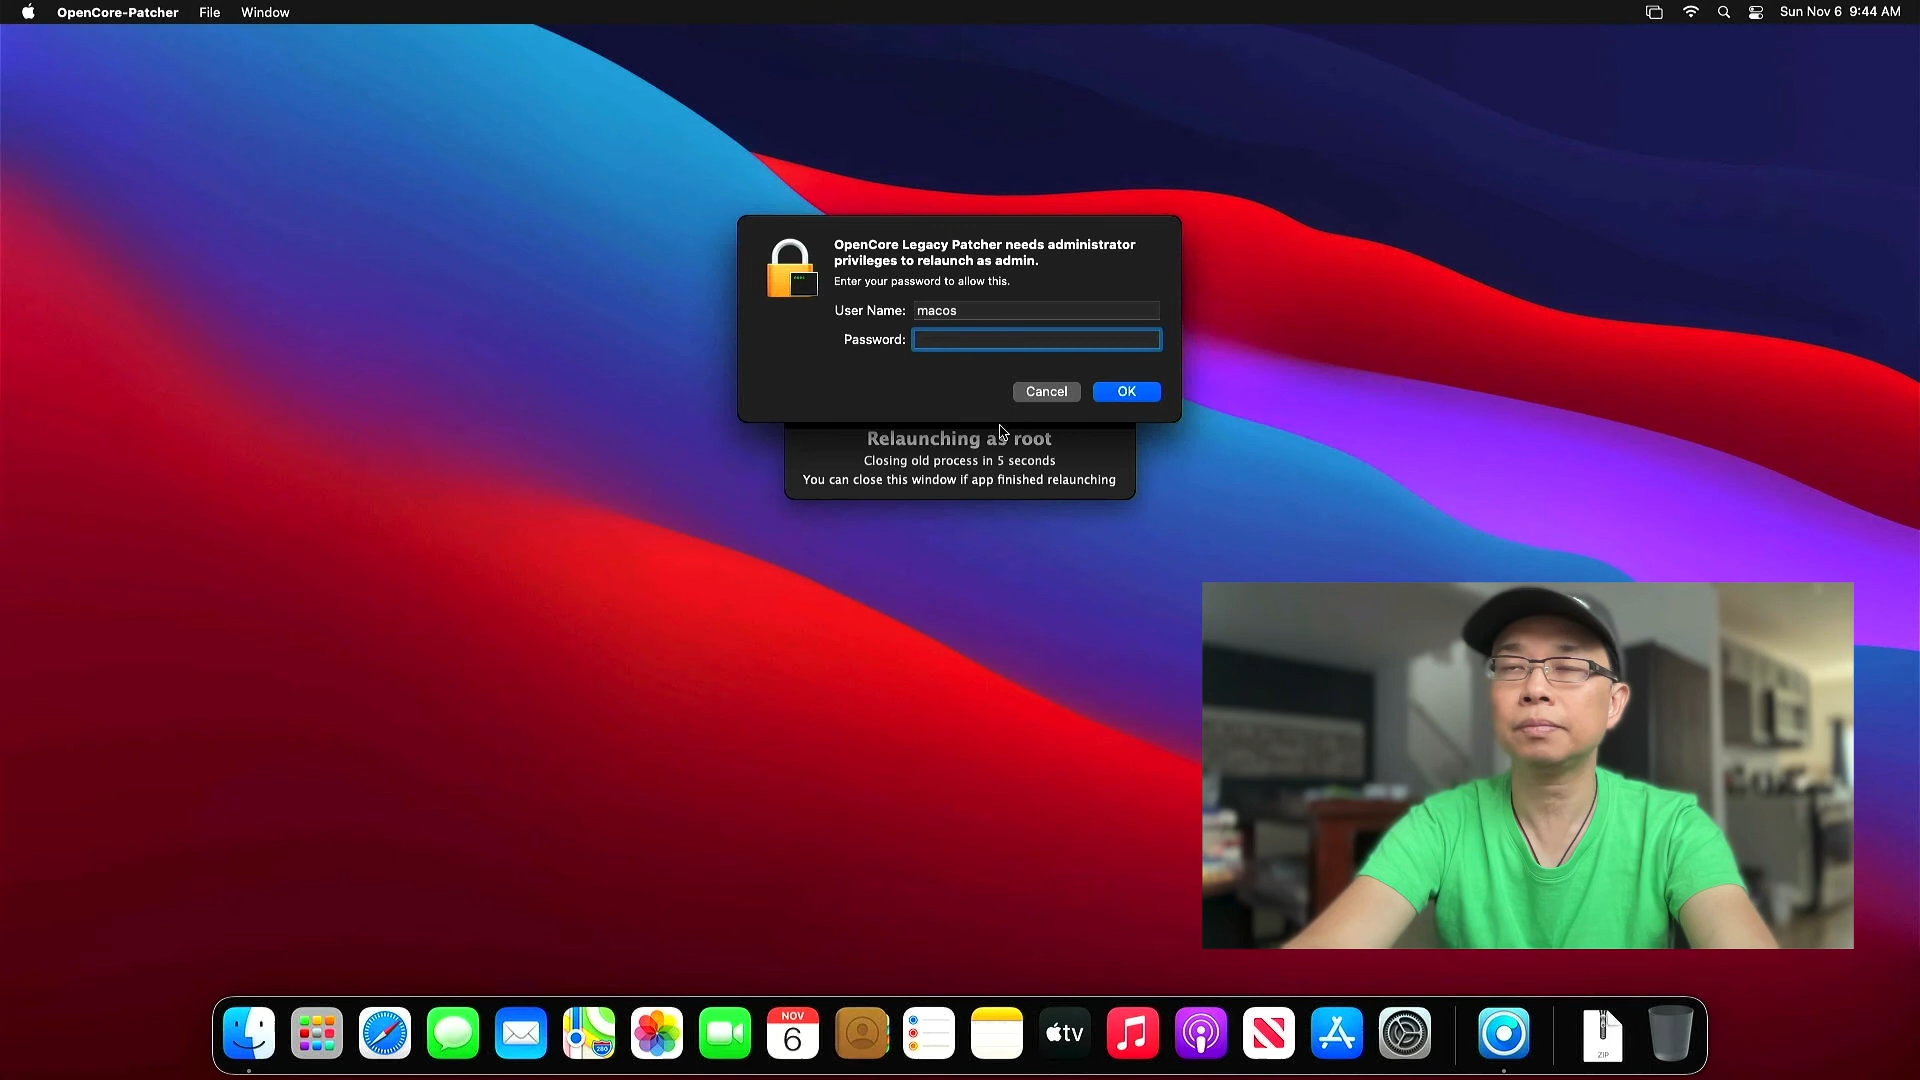 OpenCore-Patcher File Window
Sun Nov 6 9:44 AM
OpenCore Legacy Patcher needs administrator
privileges to relaunch as admin.
Enter your password to allow this.
User Name: macos
Password:
Cancel OK
Relaunching as root
Closing old process in 5 seconds
You can close this window if app finished relaunching
NOV
6
280
tv
ZIP